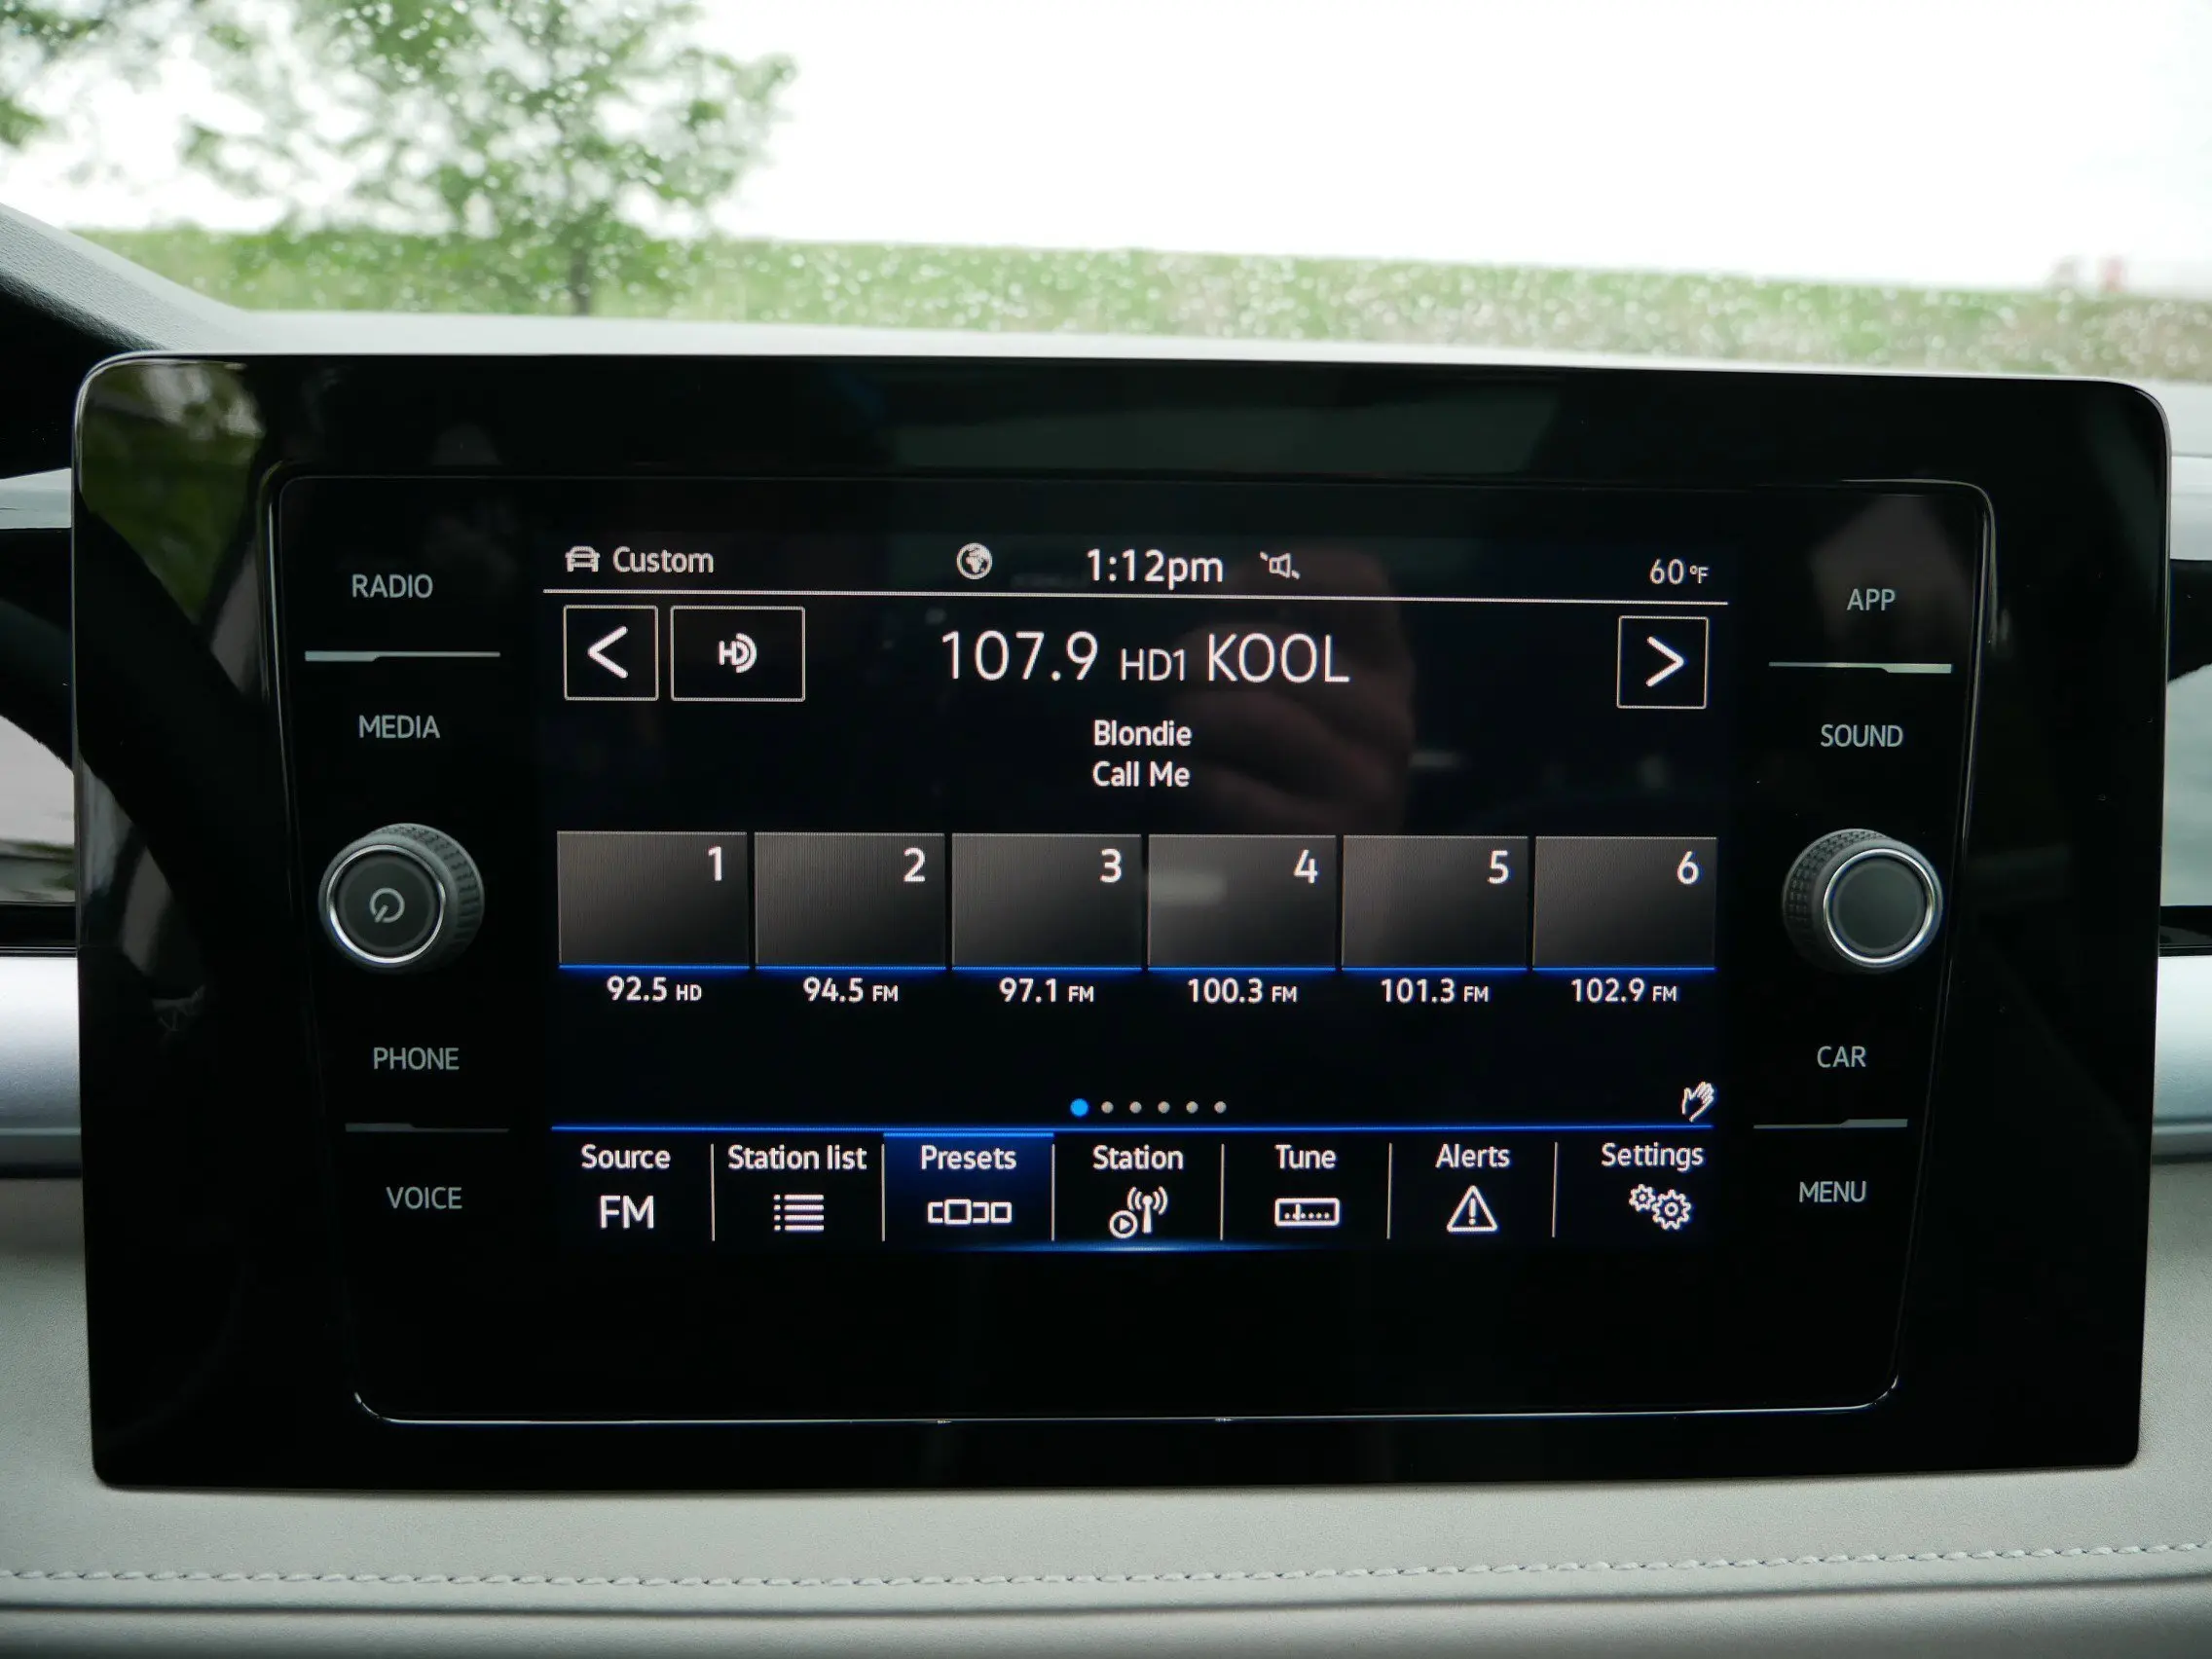 RADIO
MEDIA
PHONE
VOICE
Custom
1:12pm
60°F
HD
107.9 HD1 KOOL
Blondie
Call Me
1 2 3 4 5 6
92.5 HD 94.5 FM 97.1 FM 100.3 FM 101.3 FM 102.9 FM
Source Station list Presets Station Tune Alerts Settings
FM
APP
SOUND
CAR
MENU